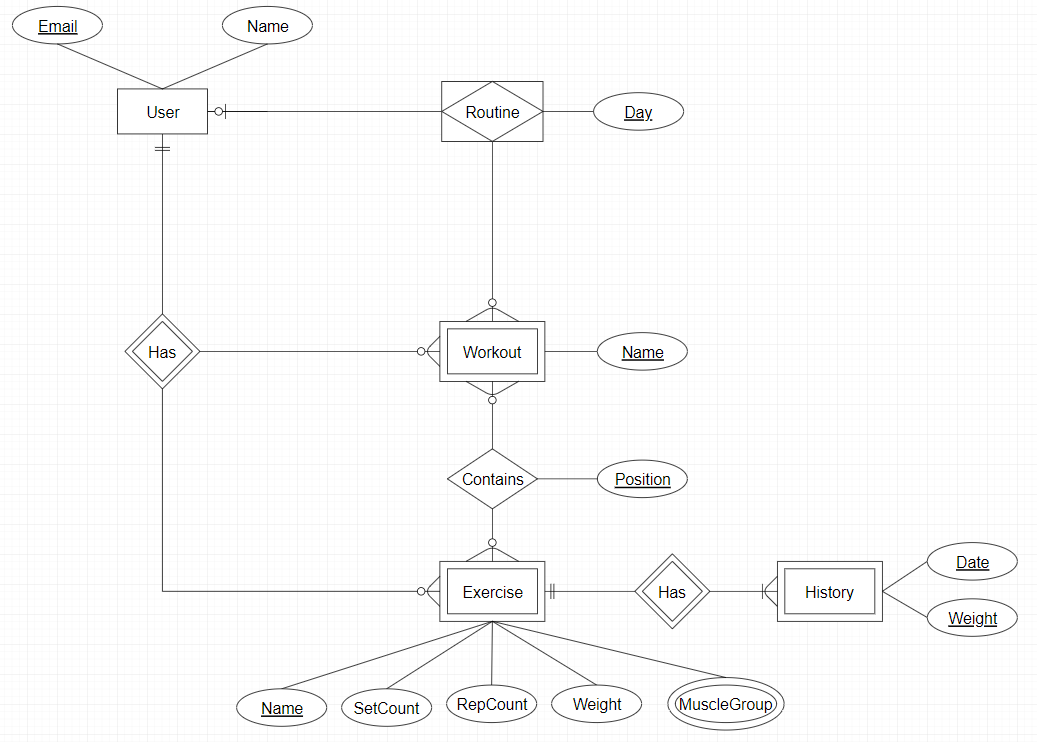 Email
Name
User
Routine
Day
Has
Workout
Name
Contains
Position
Exercise
Has
History
Date
Weight
Name
SetCount
RepCount
Weight
MuscleGroup